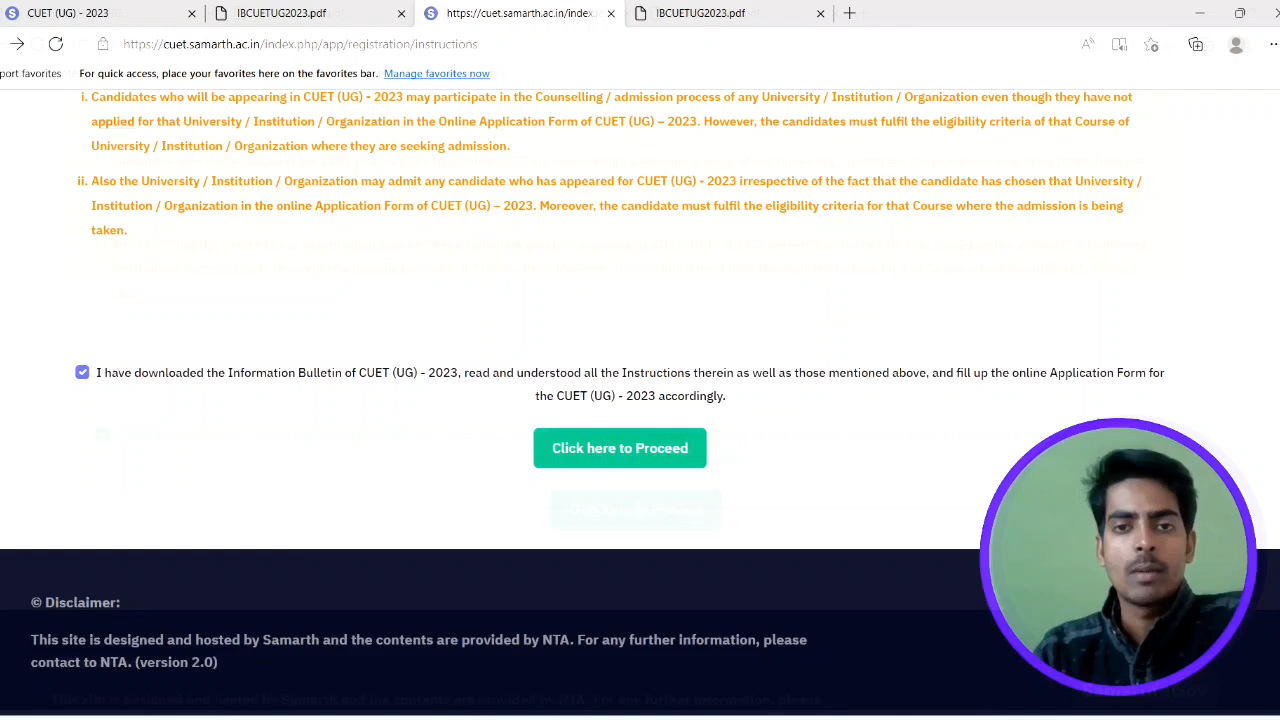 CUET (UG) - 2023
IBCUETUG2023.pdf
https://cuet.samarth.ac.in/index
IBCUETUG2023.pdf
https://cuet.samarth.ac.in/index.php/app/registration/instructions
port favorites
For quick access, place your favorites here on the favorites bar. Manage favorites now
i. Candidates who will be appearing in CUET (UG) - 2023 may participate in the Counselling / admission process of any University / Institution / Organization even though they have not
applied for that University / Institution / Organization in the Online Application Form of CUET (UG) – 2023. However, the candidates must fulfil the eligibility criteria of that Course of
University / Institution / Organization where they are seeking admission.
ii. Also the University / Institution / Organization may admit any candidate who has appeared for CUET (UG) - 2023 irrespective of the fact that the candidate has chosen that University /
Institution / Organization in the online Application Form of CUET (UG) – 2023. Moreover, the candidate must fulfil the eligibility criteria for that Course where the admission is being
taken.
I have downloaded the Information Bulletin of CUET (UG) - 2023, read and understood all the Instructions therein as well as those mentioned above, and fill up the online Application Form for
the CUET (UG) - 2023 accordingly.
Click here to Proceed
© Disclaimer:
This site is designed and hosted by Samarth and the contents are provided by NTA. For any further information, please
contact to NTA. (version 2.0)